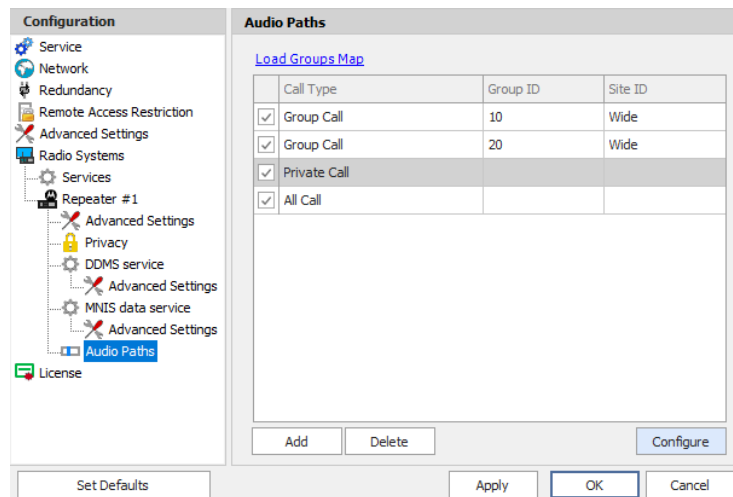 Configuration
Service
Network
Redundancy
Remote Access Restriction
Advanced Settings
Radio Systems
Services
Repeater #1
Advanced Settings
Privacy
DDMS service
Advanced Settings
MNIS data service
Advanced Settings
Audio Paths
License
Audio Paths
Load Groups Map
Call Type Group ID Site ID
Group Call 10 Wide
Group Call 20 Wide
Private Call
All Call
Add Delete Configure
Set Defaults Apply OK Cancel